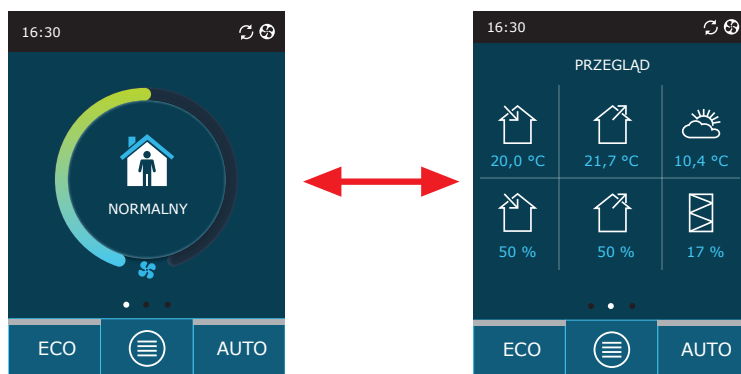 16:30
NORMALNY
ECO
AUTO
16:30
PRZEGLĄD
20,0 °C 21,7 °C 10,4 °C
50 % 50 % 17 %
ECO
AUTO